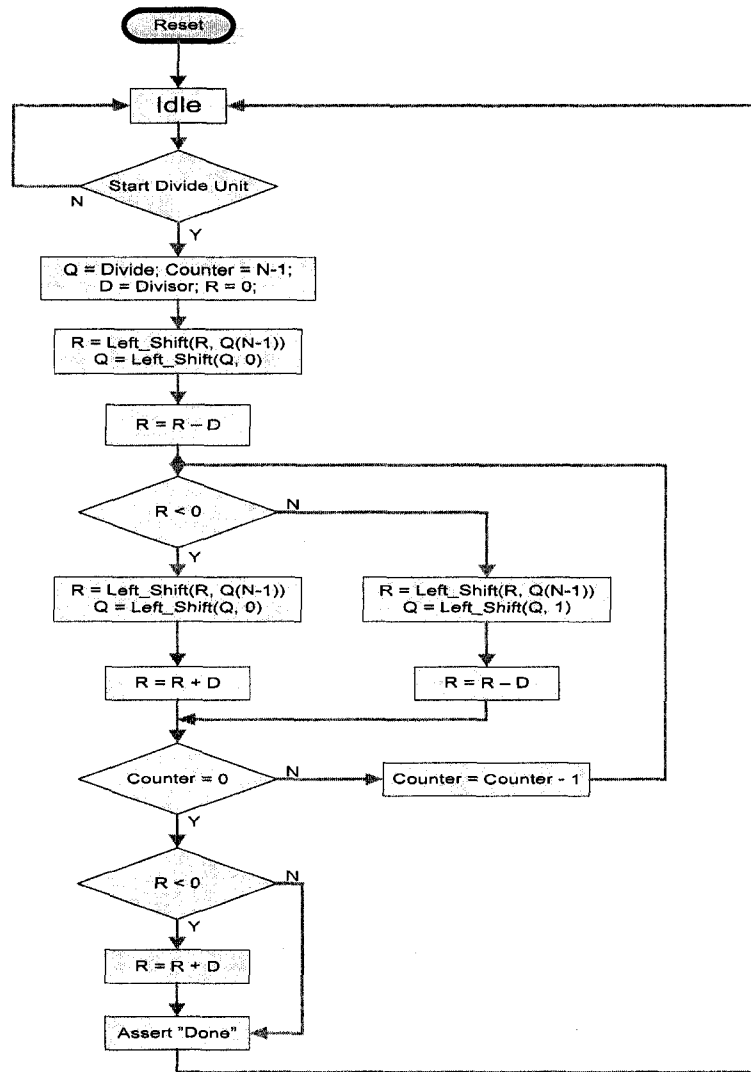 Reset
Idle
Start Divide Unit
N
Y
Q = Divide; Counter = N-1;
D = Divisor; R = 0;
R = Left_Shift(R, Q(N-1))
Q = Left_Shift(Q, 0)
R = R – D
R < 0
N
Y
R = Left_Shift(R, Q(N-1))
Q = Left_Shift(Q, 0)
R = Left_Shift(R, Q(N-1))
Q = Left_Shift(Q, 1)
R = R + D
R = R – D
Counter = 0
N
Counter = Counter - 1
Y
R < 0
N
Y
R = R + D
Assert "Done"